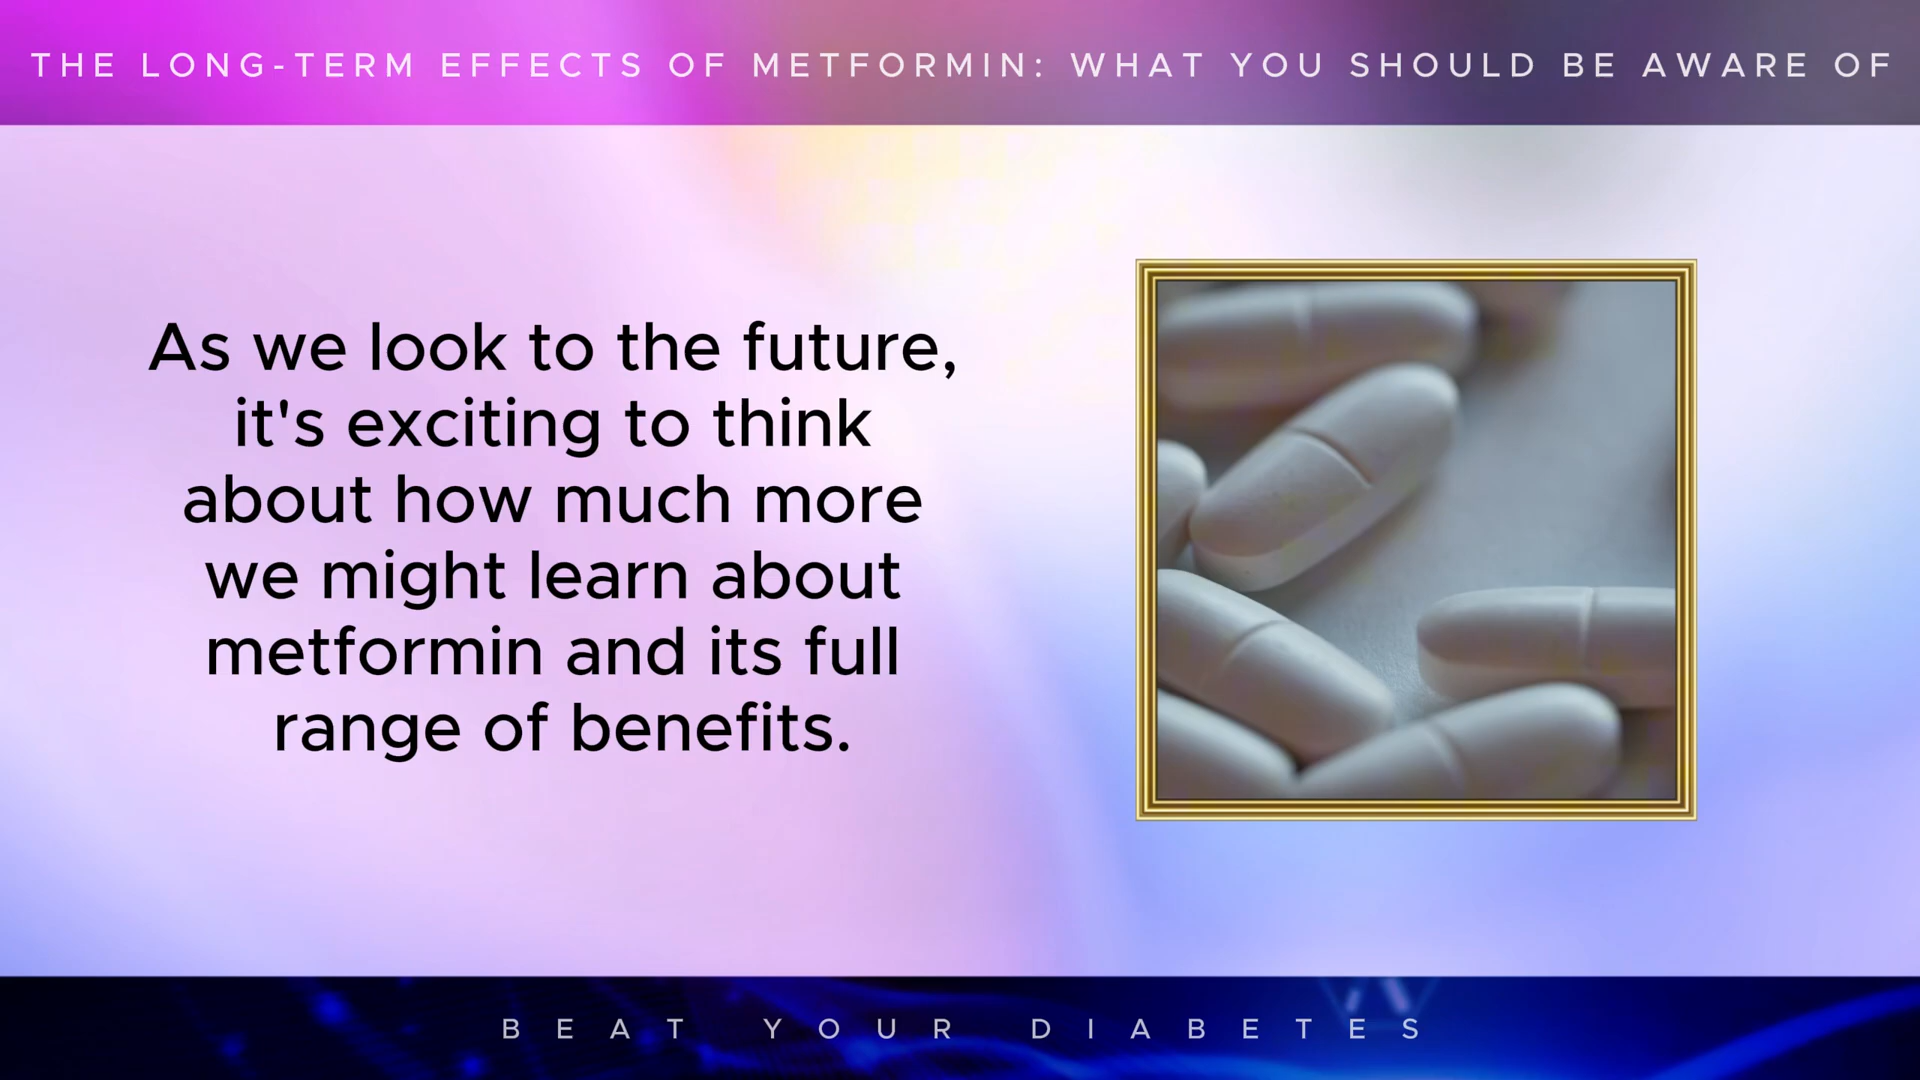 THE LONG-TERM EFFECTS OF METFORMIN: WHAT YOU SHOULD BE AWARE OF
As we look to the future,
it's exciting to think
about how much more
we might learn about
metformin and its full
range of benefits.
BEAT YOUR DIABETES